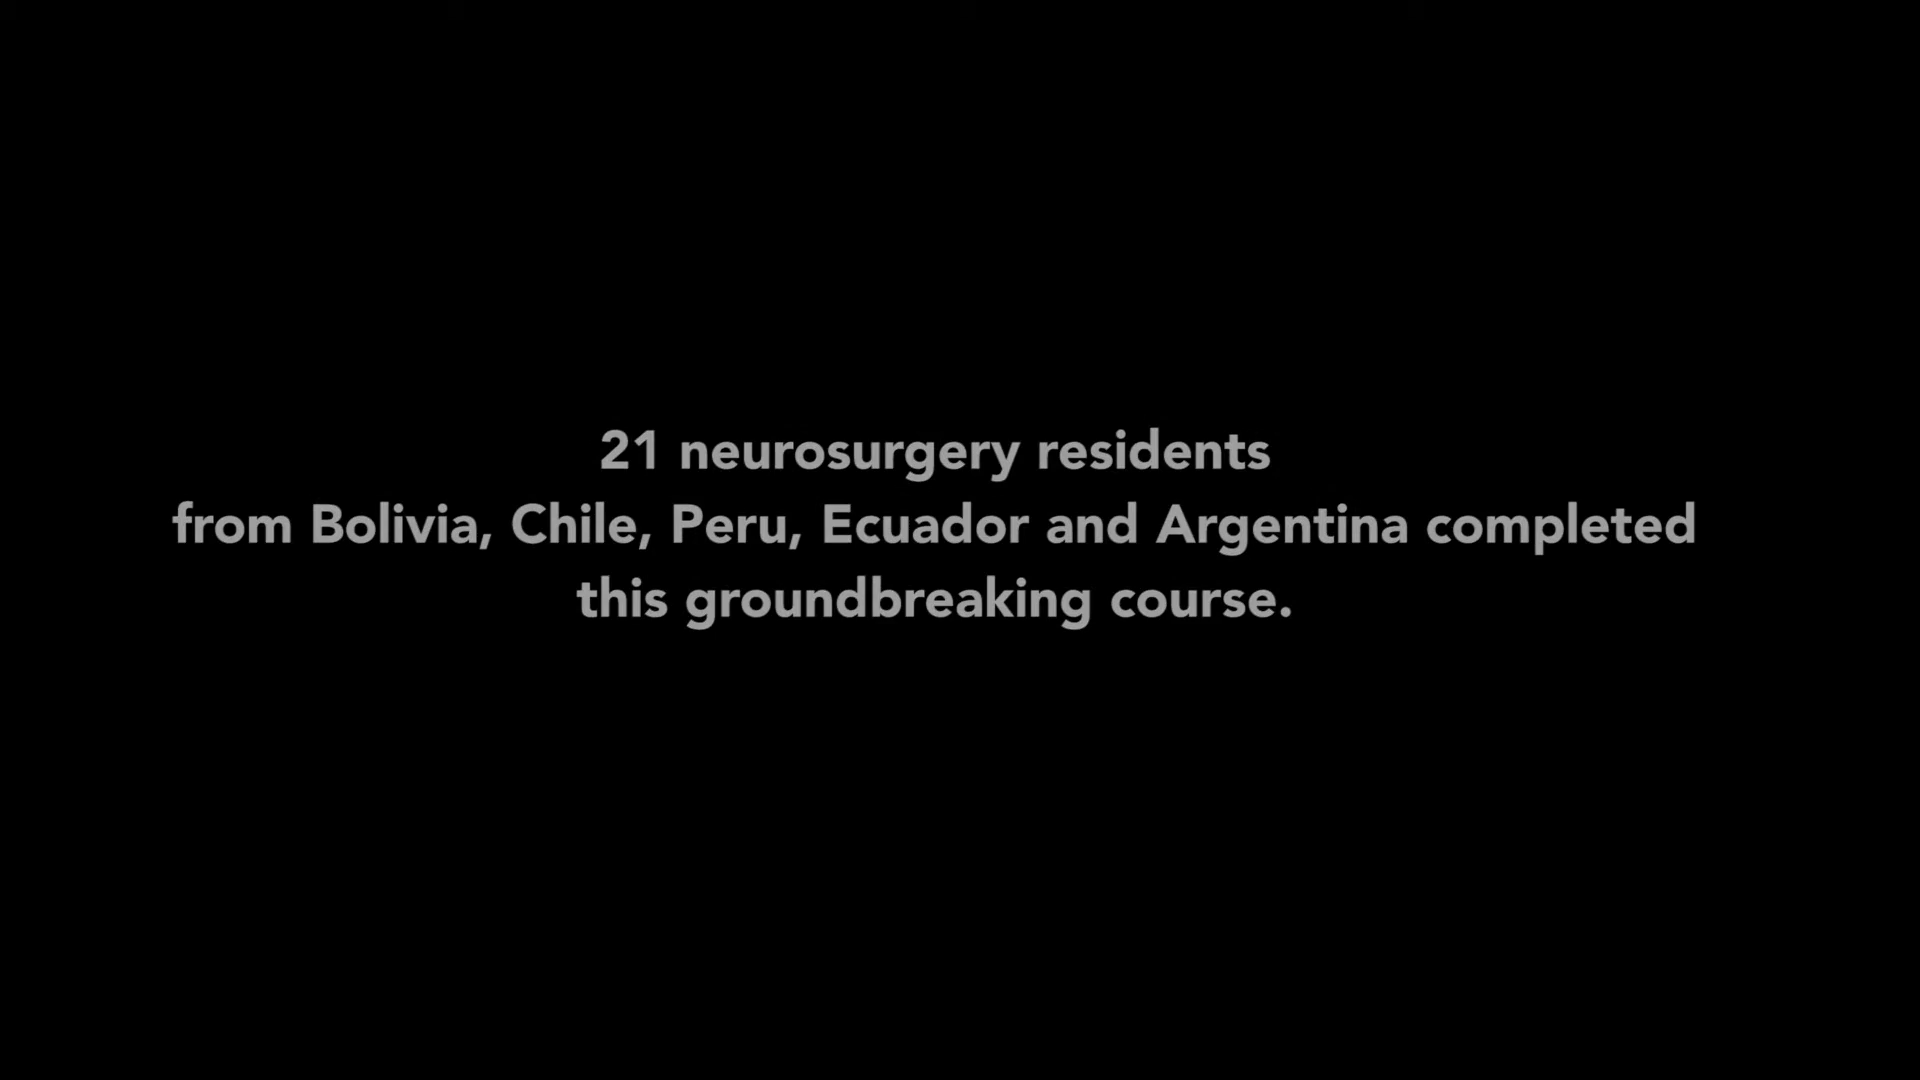 21 neurosurgery residents
from Bolivia, Chile, Peru, Ecuador and Argentina completed
this groundbreaking course.